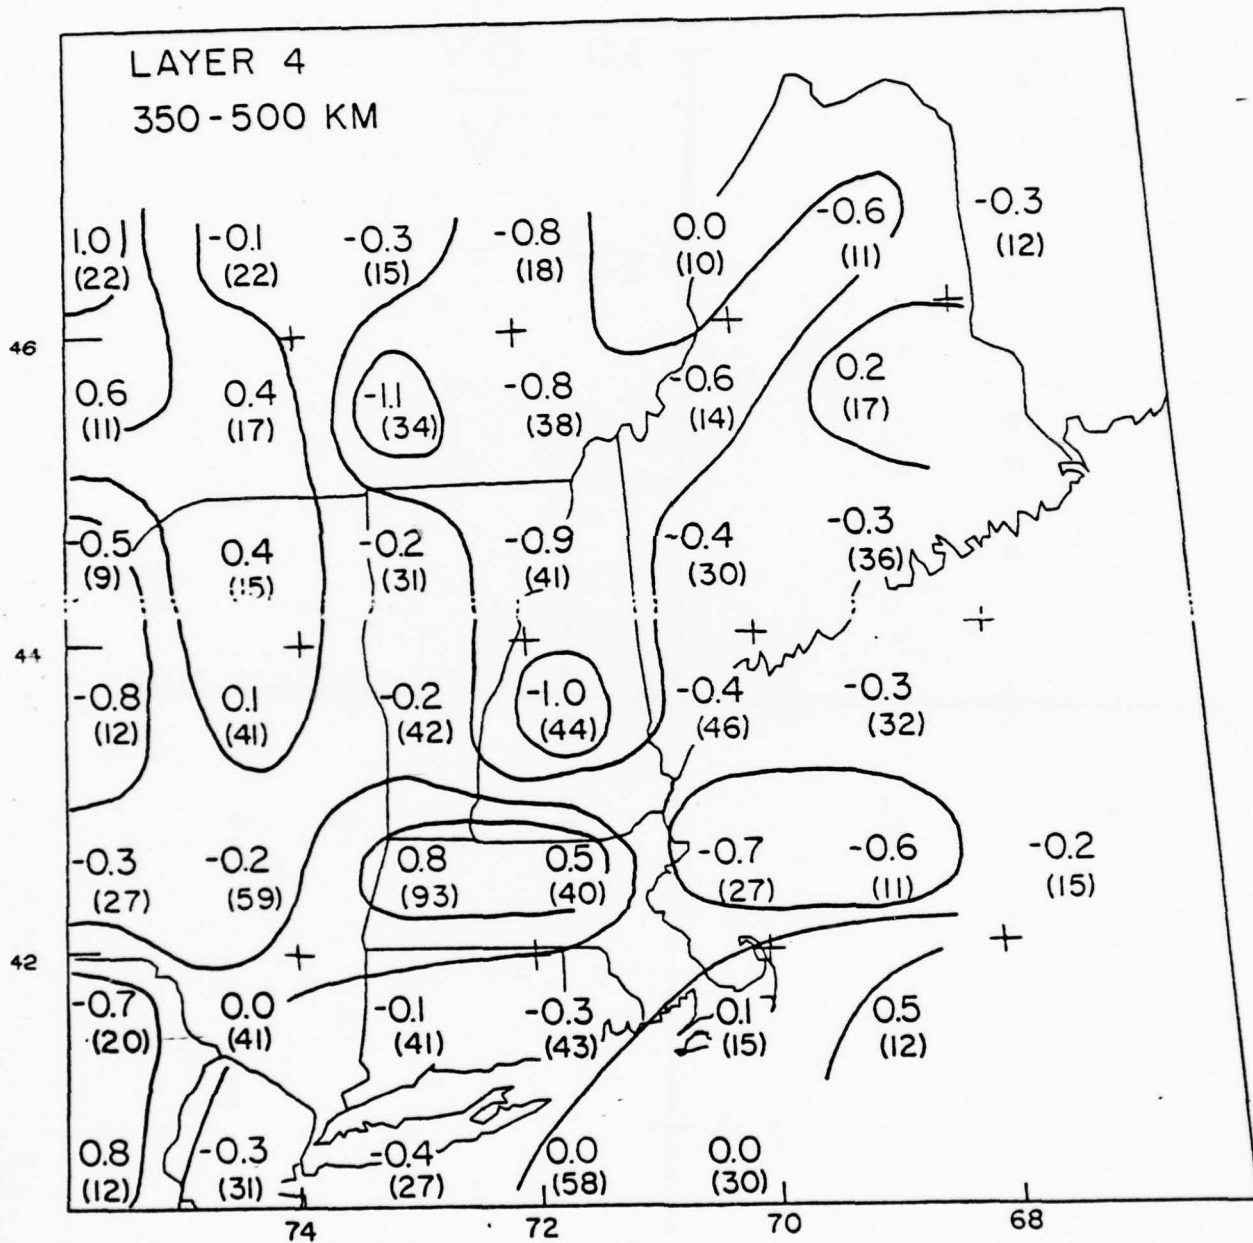 LAYER 4
350-500 KM
1.0 -0.1 -0.3 -0.8 0.0 -0.6 -0.3
(22) (22) (15) (18) (10) (11) (12)
46
0.6 0.4 -1.1 -0.8 -0.6 0.2
(11) (17) (34) (38) (14) (17)
-0.5 0.4 -0.2 -0.9 -0.4 -0.3
(9) (15) (31) (41) (30) (36)
44
-0.8 0.1 -0.2 -1.0 -0.4 -0.3
(12) (41) (42) (44) (46) (32)
-0.3 -0.2 0.8 0.5 -0.7 -0.6 -0.2
(27) (59) (93) (40) (27) (11) (15)
42
-0.7 0.0 -0.1 -0.3 0.1 0.5
(20) (41) (41) (43) (15) (12)
0.8 -0.3 -0.4 0.0 0.0
(12) (31) (27) (58) (30)
74 72 70 68